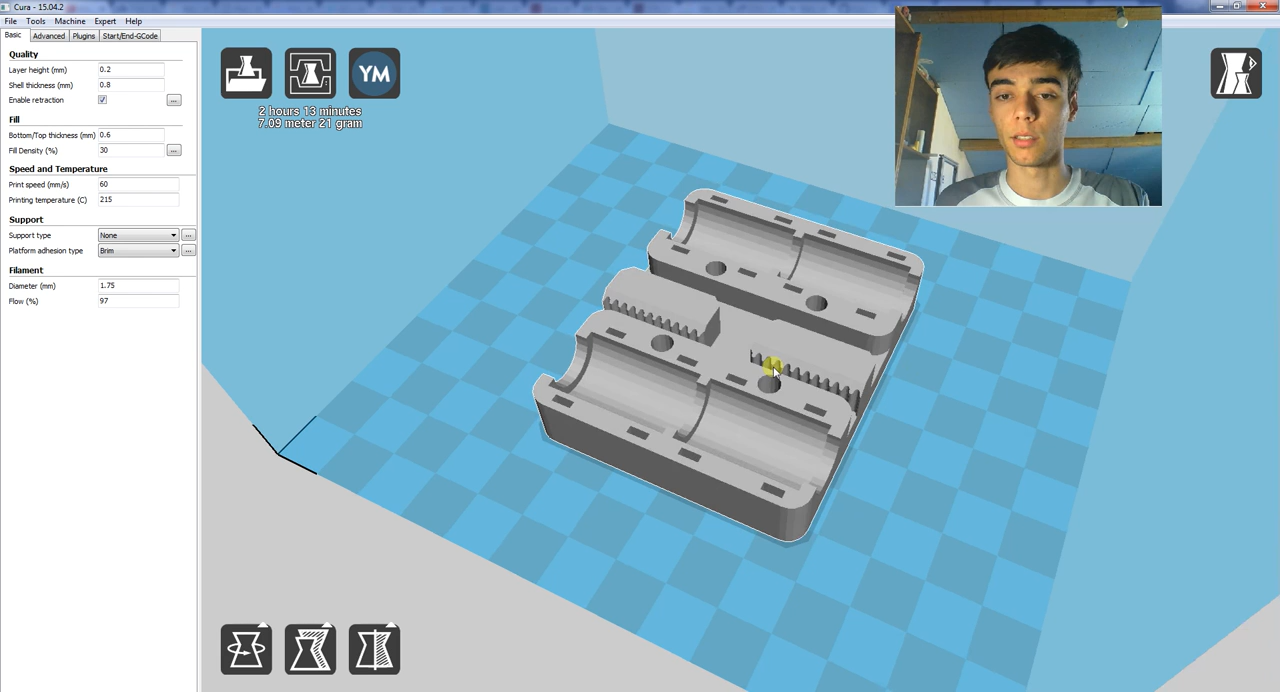 Cura - 15.04.2
File Tools Machine Expert Help
Basic Advanced Plugins Start/End-GCode
Quality
Layer height (mm) 0.2
Shell thickness (mm) 0.8
Enable retraction ...
Fill
Bottom/Top thickness (mm) 0.6
Fill Density (%) 30 ...
Speed and Temperature
Print speed (mm/s) 60
Printing temperature (C) 215
Support
Support type None ...
Platform adhesion type Brim ...
Filament
Diameter (mm) 1.75
Flow (%) 97
YM
2 hours 13 minutes
7.09 meter 21 gram